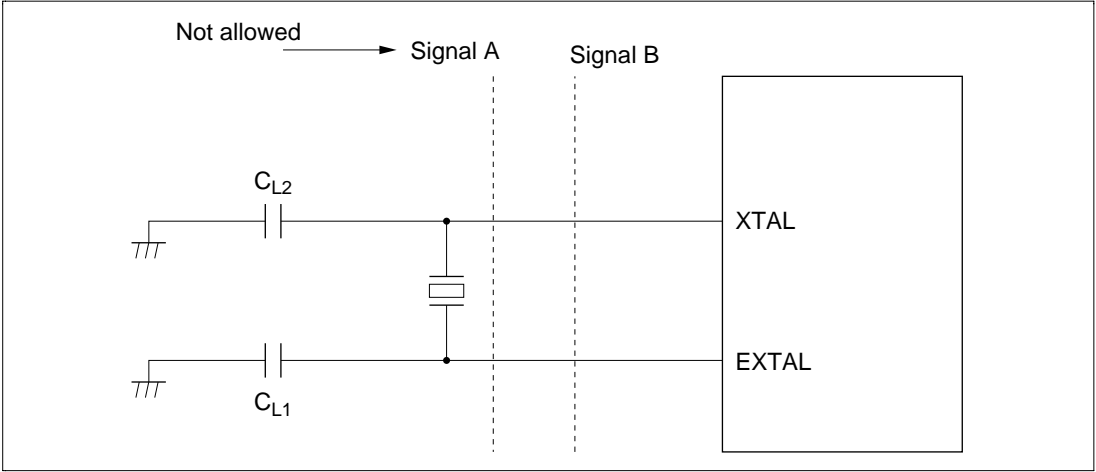 Not allowed
Signal A
Signal B
CL2
XTAL
EXTAL
CL1